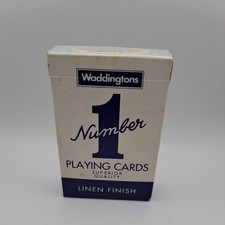 Waddingtons
Number
1
PLAYING CARDS
SUPERIOR
QUALITY
LINEN FINISH